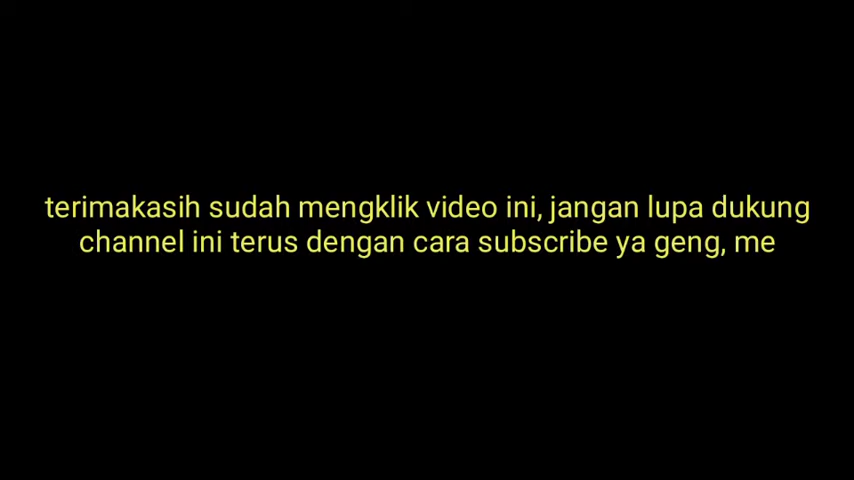 terimakasih sudah mengklik video ini, jangan lupa dukung
channel ini terus dengan cara subscribe ya geng, me